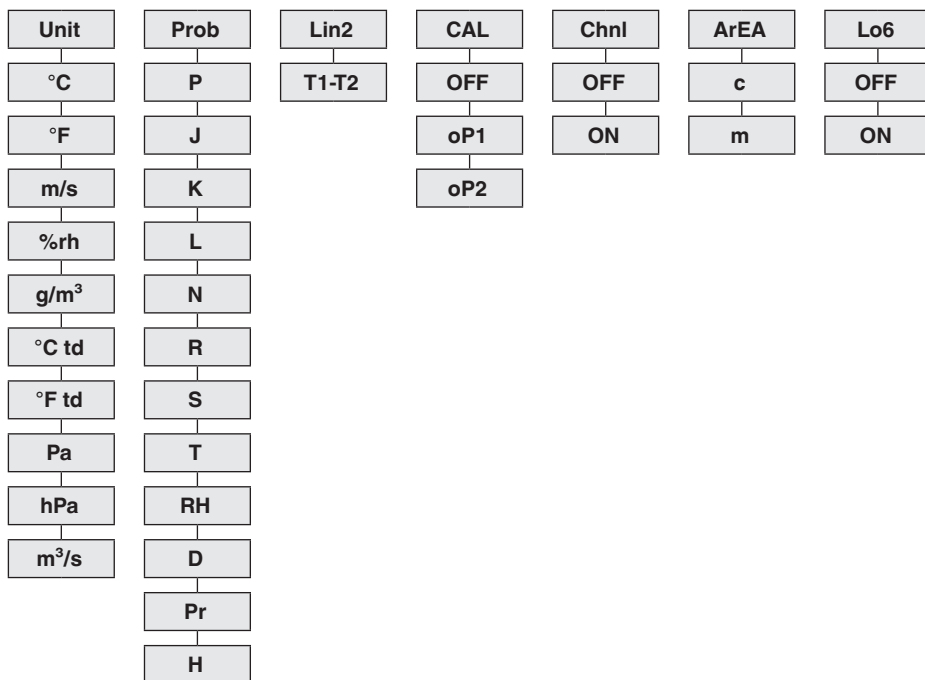 Unit Prob Lin2 CAL Chnl ArEA Lo6
°C P T1-T2 OFF OFF c OFF
°F J oP1 ON m ON
m/s K oP2
%rh L
g/m³ N
°C td R
°F td S
Pa T
hPa RH
m³/s D
Pr
H